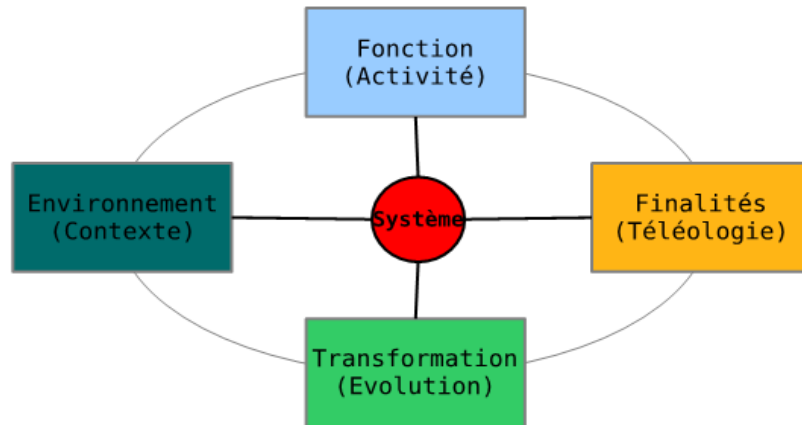 Fonction
(Activité)
Environnement
(Contexte)
Système
Finalités
(Téléologie)
Transformation
(Evolution)